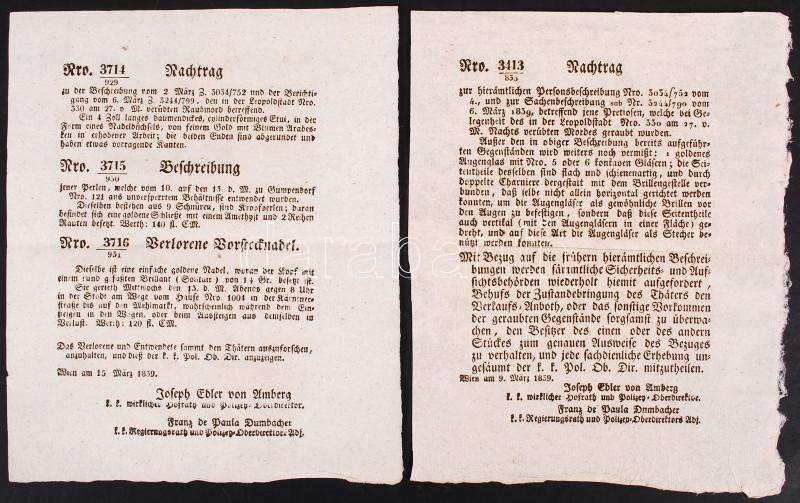 Nro. 3714/929 Nachtrag
zu der Beschreibung vom 2 März Z. 3034/752 und der Berichti-
gung vom 6. März Z. 3244/799, den in der Leopoldstadt Nro.
330 am 27. v. M. verübten Raubmord betreffend.
Ein 4 Zoll langes daumendickes, cylinderförmiges Etui, in der
Form eines Nadelbüchsels, von feinem Gold mit Blumen Arabes-
ken in erhobener Arbeit; die beiden Enden sind abgerundet und
haben etwas vorragende Kanten.
Nro. 3715/930 Beschreibung
jener Perlen, welche vom 10. auf den 13. d. M. zu Gumpendorf
Nro. 121 aus unversperrtem Behältnisse entwendet wurden.
Dieselben bestehen aus 9 Schnüren, sind Kropfperlen; daran
befindet sich eine goldene Schließe mit einem Amethyst und 2 Reihen
Rauten besetzt. Werth: 140 fl. CM.
Nro. 3716/931 Verlorene Vorstecknadel.
Dieselbe ist eine einfache goldene Nadel, woran der Kopf mit
einem rund gefaßten Brillant (Solitair) von 1¼ Gr. besetzt ist.
Sie gerieth Mittwochs den 13. d. M. Abends gegen 8 Uhr
in der Stadt am Wege vom Hause Nro. 1004 in der Kärntner-
straße bis auf den Mehlmarkt, wahrscheinlich während dem Ein-
steigen in den Wagen, oder beim Aussteigen aus demselben in
Verlust. Werth: 120 fl. CM.
Das Verlorene und Entwendete sammt den Thätern auszuforschen,
anzuhalten, und dieß der k. k. Pol. Ob. Dir. anzuzeigen.
Wien am 15. März 1839.
Joseph Edler von Amberg
k. k. wirklicher Hofrath und Polizey-Oberdirektor.
Franz de Paula Dumbacher
k. k. Regierungsrath und Polizey-Oberdirektions Adj.
Nro. 3413/835 Nachtrag
zur hierämtlichen Personsbeschreibung Nro. 3034/752 vom
4., und zur Sachenbeschreibung sub Nr. 3244/790 vom
6. März 1839, betreffend jene Pretiosen, welche bei Ge-
legenheit des in der Leopoldstadt Nro. 330 am 27. v.
M. Nachts verübten Mordes geraubt wurden.
Außer den in obiger Beschreibung bereits aufgeführ-
ten Gegenständen wird weiters noch vermißt: 1 goldenes
Augenglas mit Nro. 5 oder 6 konkaven Gläsern; die Sei-
tentheile desselben sind flach und schienenartig, und durch
doppelte Charniere dergestalt mit dem Brillengestelle ver-
bunden, daß selbe nicht allein horizontal gerichtet werden
konnten, um die Augengläser als gewöhnliche Brillen vor
den Augen zu befestigen, sondern daß diese Seitentheile
auch vertikal (mit den Augengläsern in einer Fläche) ge-
dreht, und auf diese Art die Augengläser als Stecher be-
nützt werden konnten.
Mit Bezug auf die frühern hierämtlichen Beschrei-
bungen werden sämmtliche Sicherheits- und Auf-
sichtsbehörden wiederholt hiemit aufgefordert,
Behufs der Zustandebringung des Thäters den
Verkaufs-Anboth, oder das sonstige Vorkommen
der geraubten Gegenstände sorgsamst zu überwa-
chen, den Besitzer des einen oder des andern
Stückes zum genauen Ausweise des Bezuges
zu verhalten, und jede sachdienliche Erhebung un-
gesäumt der k. k. Pol. Ob. Dir. mitzutheilen.
Wien am 9. März 1839.
Joseph Edler von Amberg
k. k. wirklicher Hofrath und Polizey-Oberdirektor.
Franz de Paula Dumbacher
k. k. Regierungsrath und Polizey-Oberdirektors Adj.